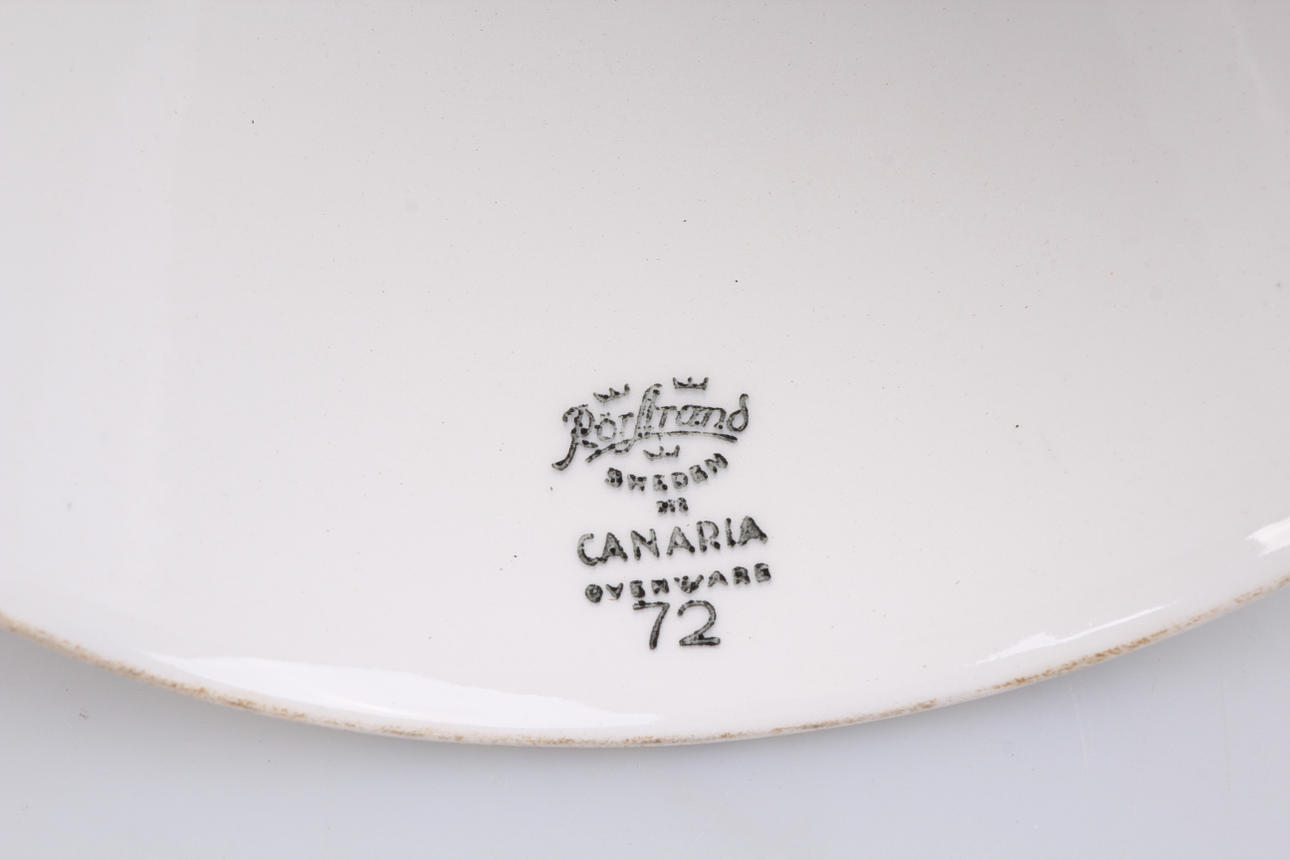 Rörstrand
SWEDEN
CANARIA
OVENWARE
72